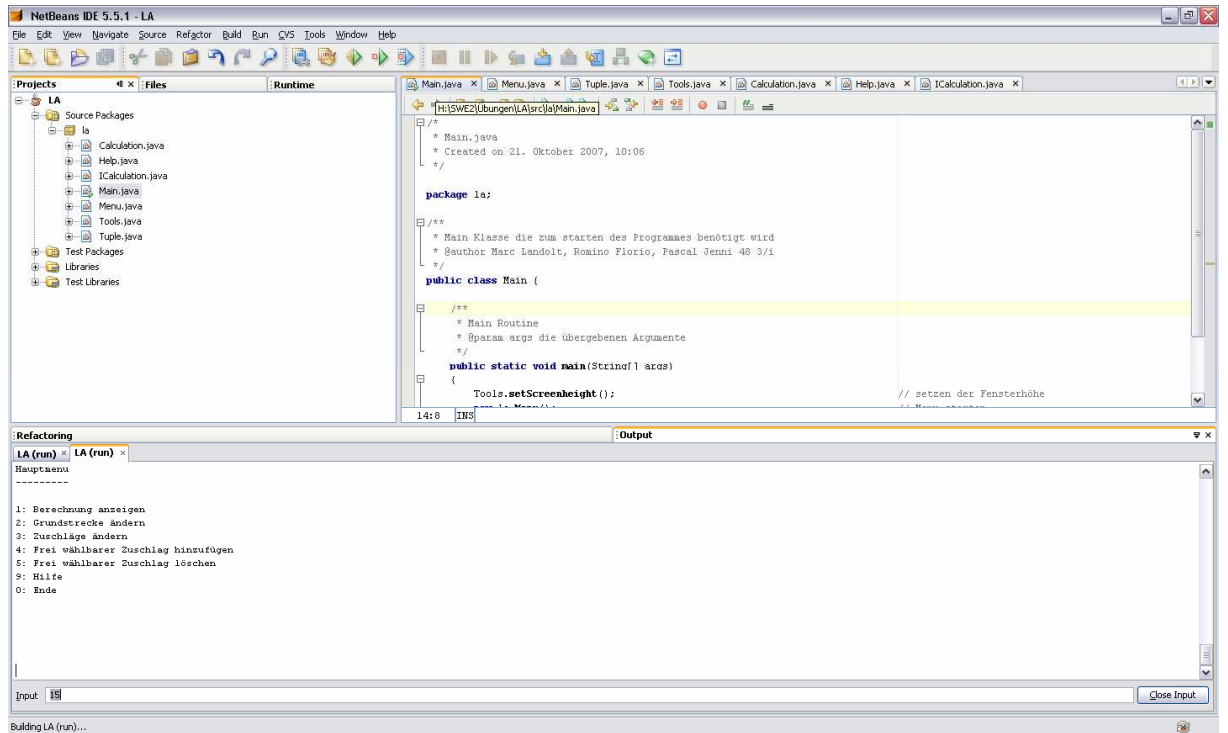 NetBeans IDE 5.5.1 - LA
File Edit View Navigate Source Refactor Build Run CVS Tools Window Help
Projects Files Runtime
LA
Source Packages
la
Calculation.java
Help.java
ICalculation.java
Main.java
Menu.java
Tools.java
Tuple.java
Test Packages
Libraries
Test Libraries
Main.java Menu.java Tuple.java Tools.java Calculation.java Help.java ICalculation.java
H:\SWE2\Übungen\LA\src\la\Main.java
/*
* Main.java
* Created on 21. Oktober 2007, 10:06
*/
package la;
/**
* Main Klasse die zum starten des Programmes benötigt wird
* @author Marc Landolt, Romino Florio, Pascal Jenni 48 3/i
*/
public class Main {
/**
* Main Routine
* @param args die übergebenen Argumente
*/
public static void main(String[] args)
{
Tools.setScreenheight(); // setzen der Fensterhöhe
14:8 INS
Refactoring Output
LA (run) LA (run)
Hauptmenu
---------
1: Berechnung anzeigen
2: Grundstrecke ändern
3: Zuschläge ändern
4: Frei wählbarer Zuschlag hinzufügen
5: Frei wählbarer Zuschlag löschen
9: Hilfe
0: Ende
Input 15 Close Input
Building LA (run)...